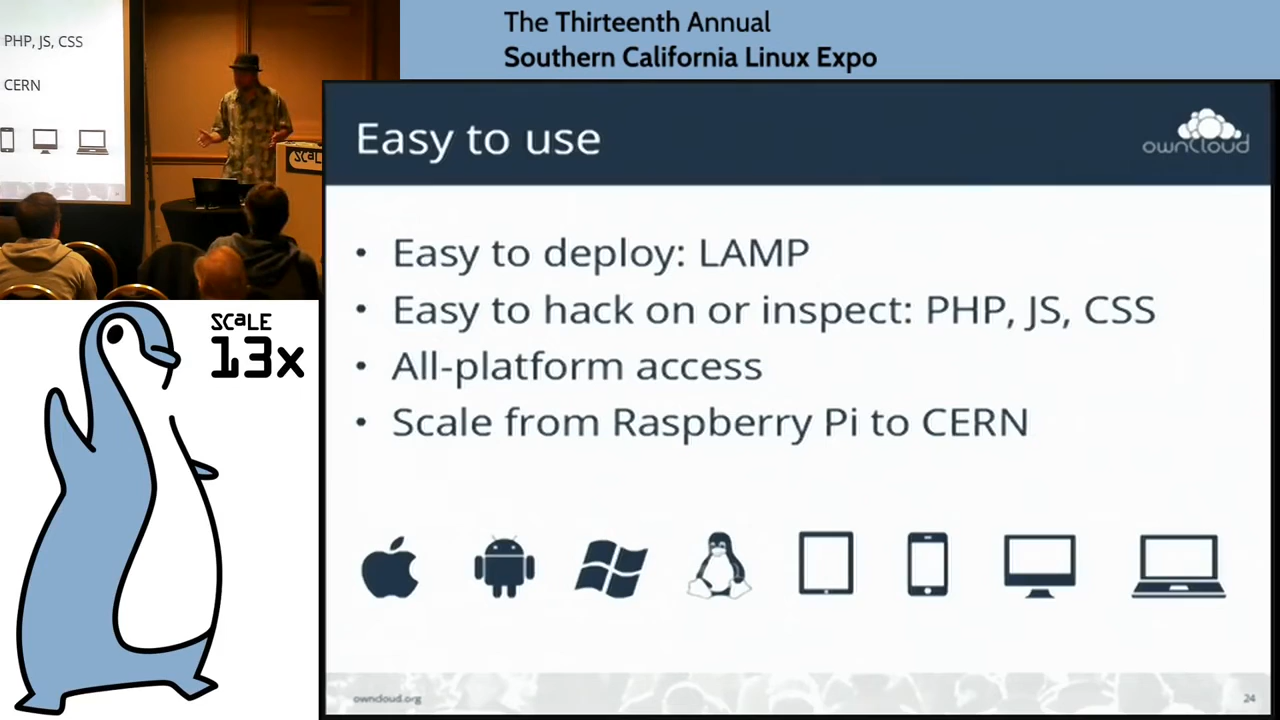 The Thirteenth Annual
Southern California Linux Expo
PHP, JS, CSS
CERN
SCALE
SCALE
13x
Easy to use
ownCloud
• Easy to deploy: LAMP
• Easy to hack on or inspect: PHP, JS, CSS
• All-platform access
• Scale from Raspberry Pi to CERN
owncloud.org
24